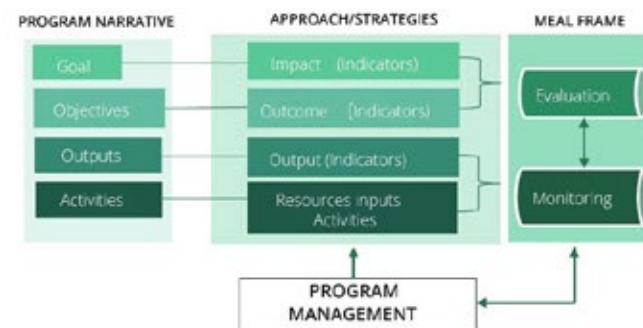 PROGRAM NARRATIVE
APPROACH/STRATEGIES
MEAL FRAME
Goal
Impact (Indicators)
Objectives
Outcome [Indicators)
Evaluation
Outputs
Output (Indicators)
Activities
Resources inputs
Activities
Monitoring
PROGRAM
MANAGEMENT